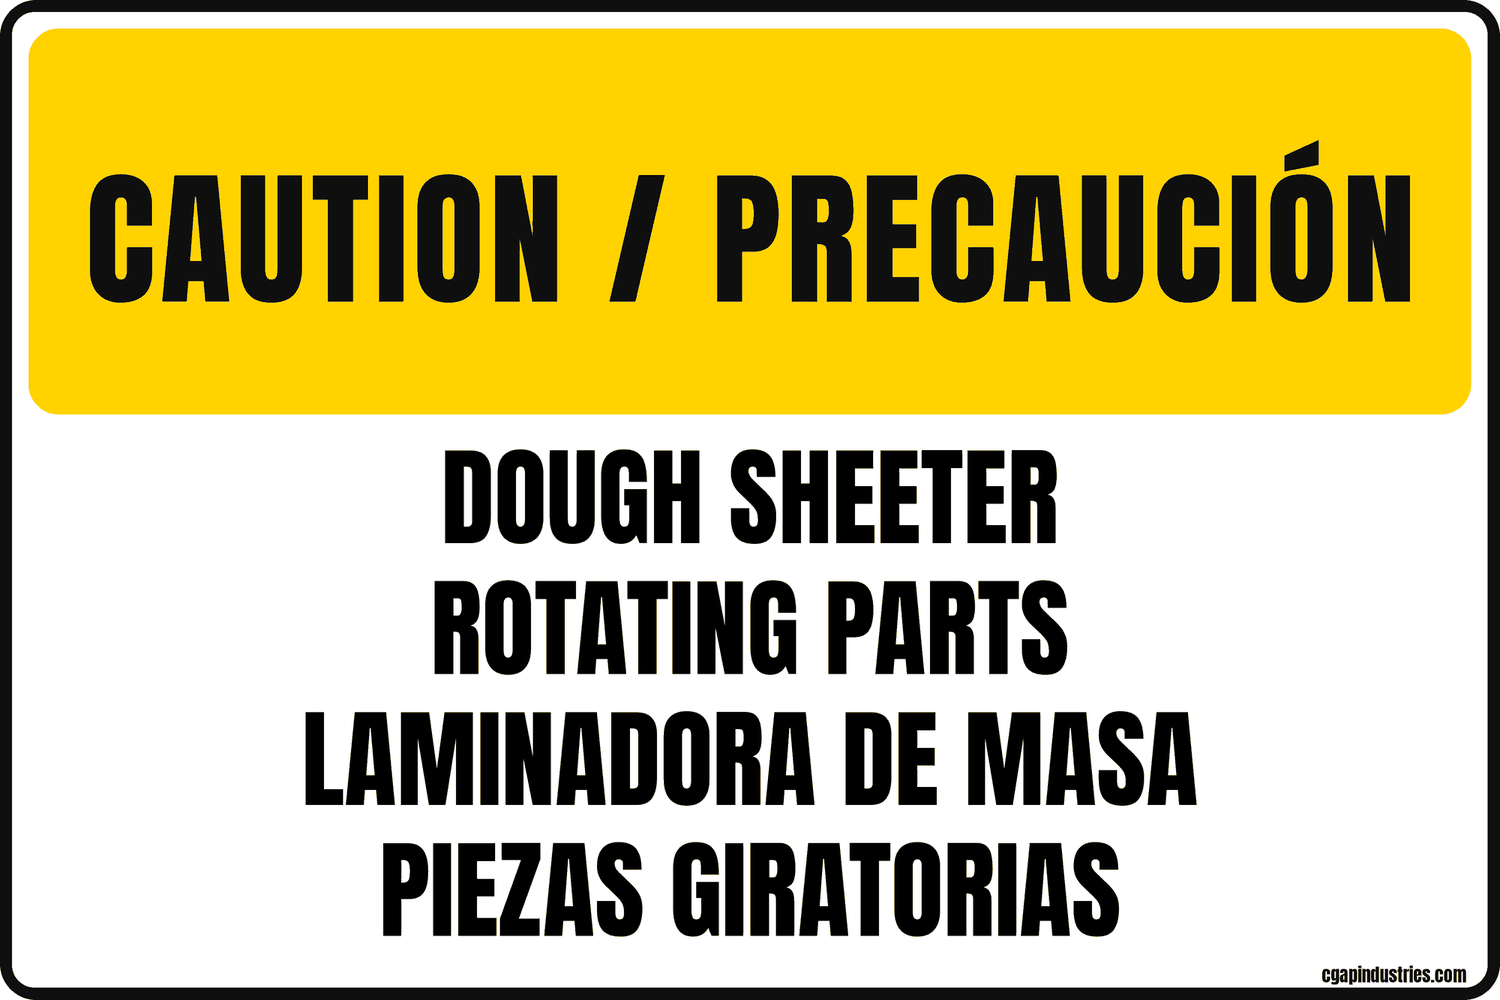 CAUTION / PRECAUCIÓN
DOUGH SHEETER
ROTATING PARTS
LAMINADORA DE MASA
PIEZAS GIRATORIAS
cgapindustries.com